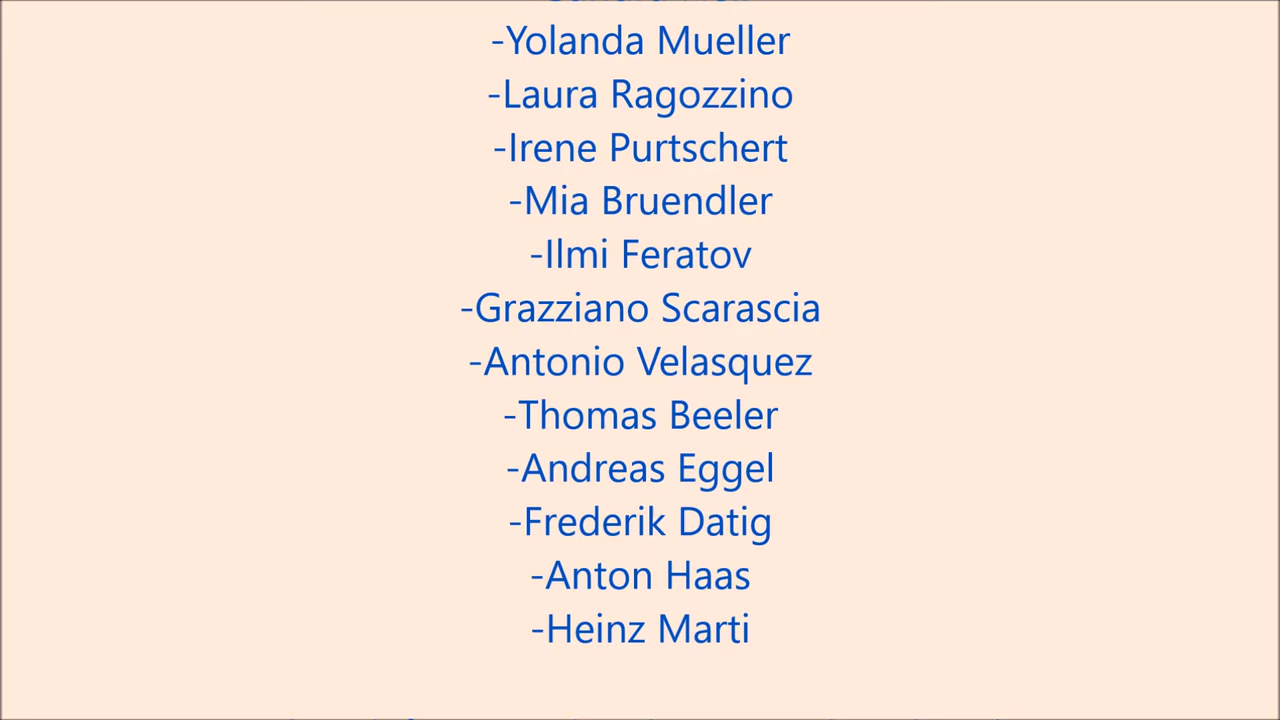 -Yolanda Mueller
-Laura Ragozzino
-Irene Purtschert
-Mia Bruendler
-Ilmi Feratov
-Grazziano Scarascia
-Antonio Velasquez
-Thomas Beeler
-Andreas Eggel
-Frederik Datig
-Anton Haas
-Heinz Marti